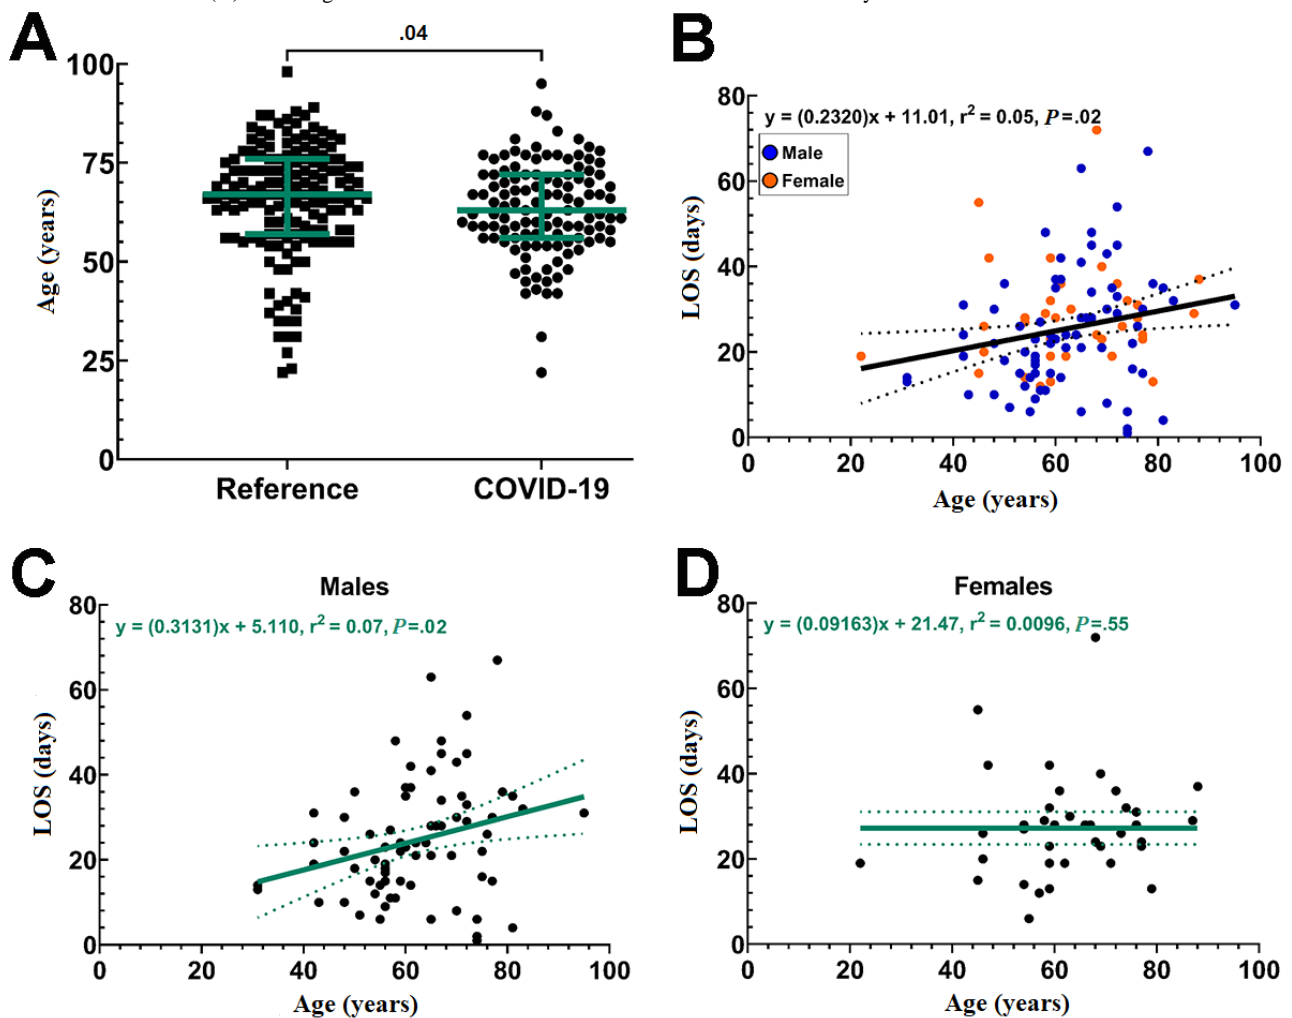 A
.04
100
75
50
25
0
Age (years)
Reference
COVID-19
B
y = (0.2320)x + 11.01, r² = 0.05, P=.02
Male
Female
80
60
40
20
0
LOS (days)
0 20 40 60 80 100
Age (years)
C
Males
y = (0.3131)x + 5.110, r² = 0.07, P=.02
80
60
40
20
0
LOS (days)
0 20 40 60 80 100
Age (years)
D
Females
y = (0.09163)x + 21.47, r² = 0.0096, P=.55
80
60
40
20
0
LOS (days)
0 20 40 60 80 100
Age (years)